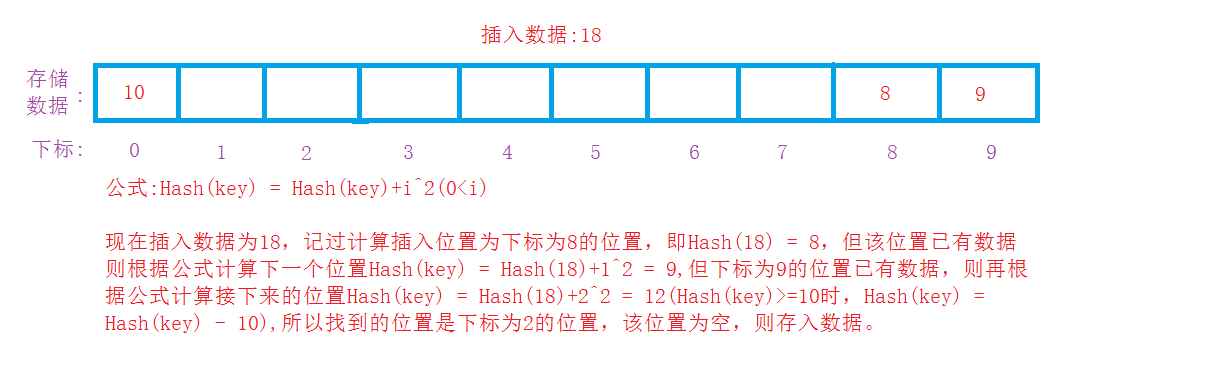 插入数据:18
存储
数据:
10 8 9
下标: 0 1 2 3 4 5 6 7 8 9
公式:Hash(key) = Hash(key)+i^2(0<i)
现在插入数据为18，记过计算插入位置为下标为8的位置，即Hash(18) = 8，但该位置已有数据
则根据公式计算下一个位置Hash(key) = Hash(18)+1^2 = 9,但下标为9的位置已有数据，则再根
据公式计算接下来的位置Hash(key) = Hash(18)+2^2 = 12(Hash(key)>=10时，Hash(key) =
Hash(key) - 10),所以找到的位置是下标为2的位置，该位置为空，则存入数据。